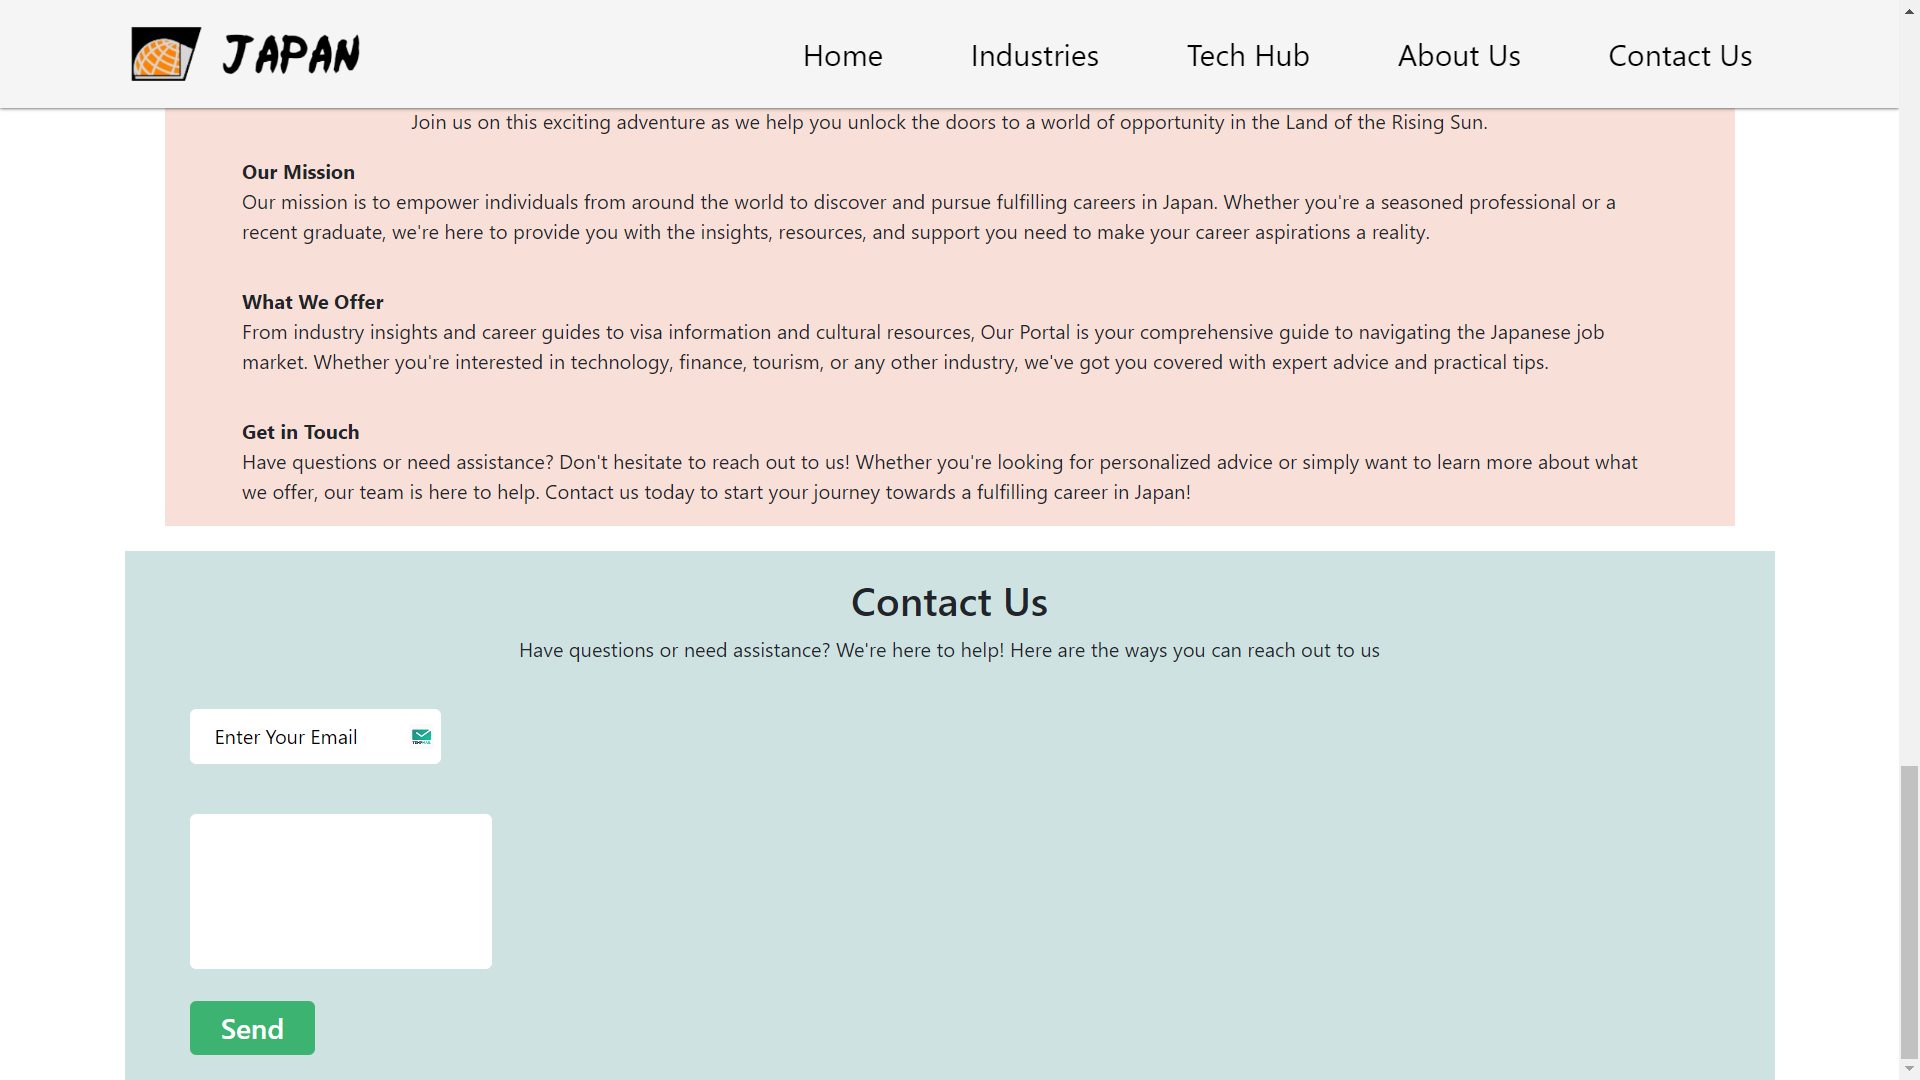 JAPAN
Home Industries Tech Hub About Us Contact Us
Join us on this exciting adventure as we help you unlock the doors to a world of opportunity in the Land of the Rising Sun.
Our Mission
Our mission is to empower individuals from around the world to discover and pursue fulfilling careers in Japan. Whether you're a seasoned professional or a
recent graduate, we're here to provide you with the insights, resources, and support you need to make your career aspirations a reality.
What We Offer
From industry insights and career guides to visa information and cultural resources, Our Portal is your comprehensive guide to navigating the Japanese job
market. Whether you're interested in technology, finance, tourism, or any other industry, we've got you covered with expert advice and practical tips.
Get in Touch
Have questions or need assistance? Don't hesitate to reach out to us! Whether you're looking for personalized advice or simply want to learn more about what
we offer, our team is here to help. Contact us today to start your journey towards a fulfilling career in Japan!
Contact Us
Have questions or need assistance? We're here to help! Here are the ways you can reach out to us
Enter Your Email
Send